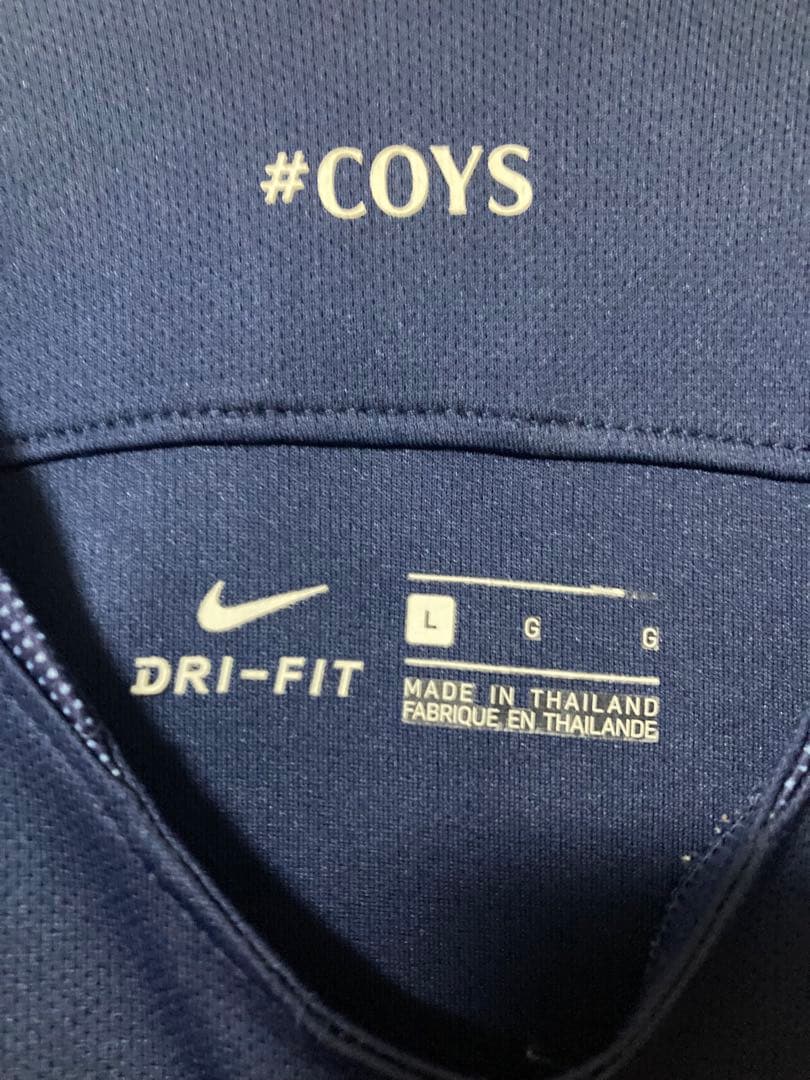 #COYS
DRI-FIT
L G G
MADE IN THAILAND
FABRIQUE EN THAILANDE